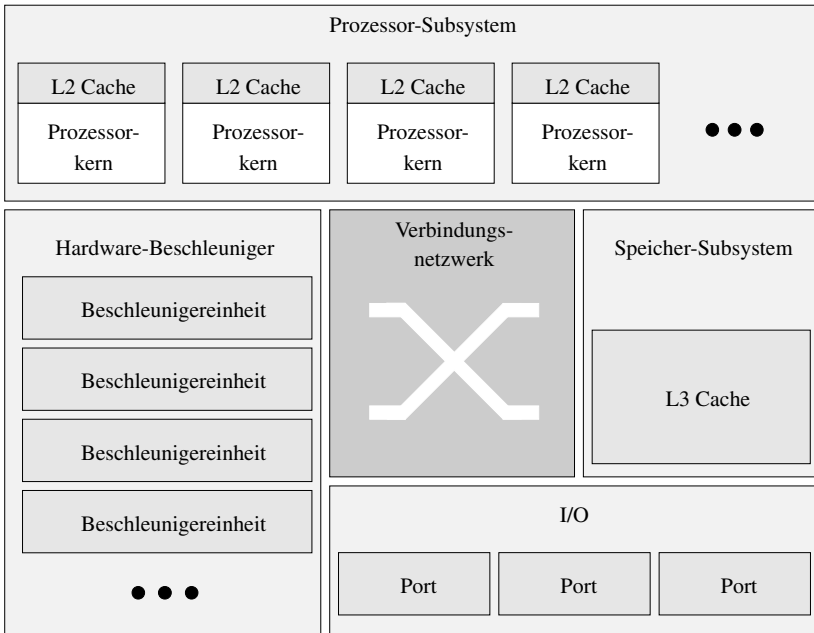 Prozessor-Subsystem
L2 Cache
Prozessor-
kern
L2 Cache
Prozessor-
kern
L2 Cache
Prozessor-
kern
L2 Cache
Prozessor-
kern
Hardware-Beschleuniger
Beschleunigereinheit
Beschleunigereinheit
Beschleunigereinheit
Beschleunigereinheit
Verbindungs-
netzwerk
Speicher-Subsystem
L3 Cache
I/O
Port
Port
Port